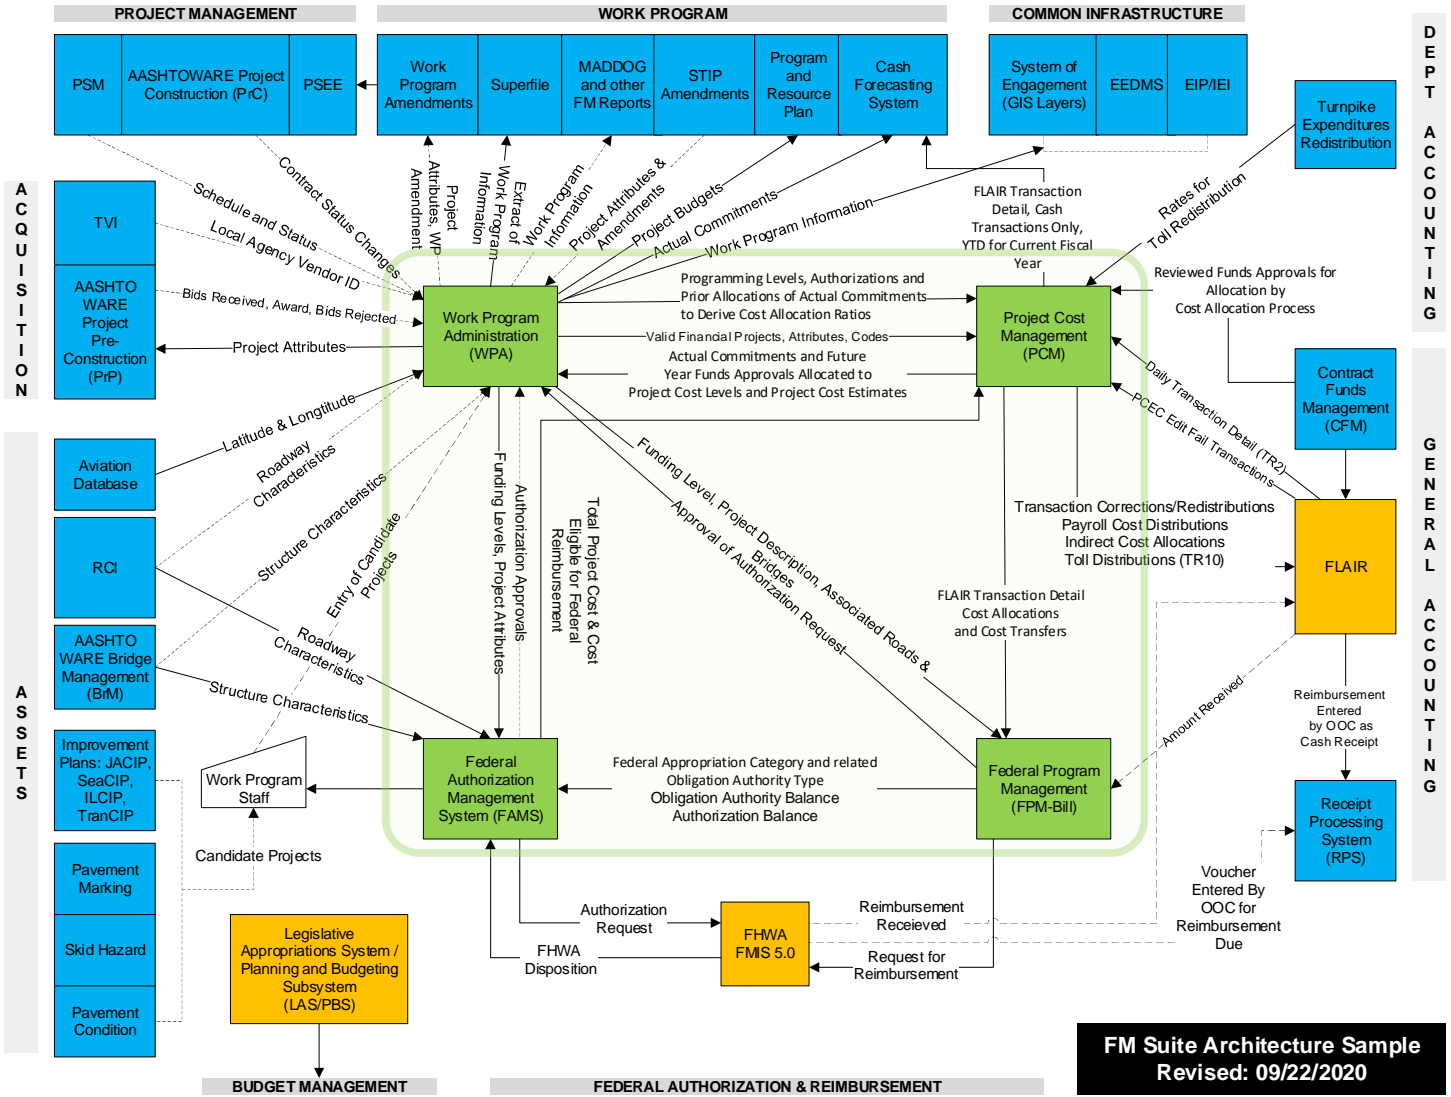 PROJECT MANAGEMENT
WORK PROGRAM
COMMON INFRASTRUCTURE
DEPT ACCOUNTING
PSM
AASHTOWARE Project
Construction (PrC)
PSEE
Work
Program
Amendments
Superfile
MADDOG
and other
FM Reports
STIP
Amendments
Program
and
Resource
Plan
Cash
Forecasting
System
System of
Engagement
(GIS Layers)
EEDMS
EIP/IEI
Turnpike
Expenditures
Redistribution
ACQUISITION
TVI
AASHTO
WARE
Project
Pre-
Construction
(PrP)
Schedule and Status
Contract Status Changes
Local Agency Vendor ID
Bids Received, Award, Bids Rejected
Project Attributes
Project
Attributes, WP
Amendment
Extract of
Work Program
Information
Work Program
Information
Project Attributes &
Amendments
Project Budgets
Actual Commitments
Work Program Information
FLAIR Transaction
Detail, Cash
Transactions Only,
YTD for Current Fiscal
Year
Rates for
Toll Redistribution
Reviewed Funds Approvals for
Allocation by
Cost Allocation Process
Work Program
Administration
(WPA)
Programming Levels, Authorizations and
Prior Allocations of Actual Commitments
to Derive Cost Allocation Ratios
Valid Financial Projects, Attributes, Codes
Actual Commitments and Future
Year Funds Approvals Allocated to
Project Cost Levels and Project Cost Estimates
Project Cost
Management
(PCM)
Contract
Funds
Management
(CFM)
Daily Transaction Detail (TR2)
PCEC Edit Fail Transactions
GENERAL ACCOUNTING
ASSETS
Aviation
Database
RCI
AASHTO
WARE Bridge
Management
(BrM)
Latitude & Longtitude
Roadway
Characteristics
Structure Characteristics
Entry of Candidate
Projects
Roadway
Characteristics
Structure Characteristics
Funding Levels, Project Attributes
Authorization Approvals
Total Project Cost & Cost
Eligible for Federal
Reimbursement
Funding Level, Project Description, Associated Roads &
Bridges
Approval of Authorization Request
Transaction Corrections/Redistributions
Payroll Cost Distributions
Indirect Cost Allocations
Toll Distributions (TR10)
FLAIR
FLAIR Transaction Detail
Cost Allocations
and Cost Transfers
Amount Received
Reimbursement
Entered
by OOC as
Cash Receipt
Improvement
Plans: JACIP,
SeaCIP,
ILCIP,
TranCIP
Work Program
Staff
Federal
Authorization
Management
System (FAMS)
Federal Appropriation Category and related
Obligation Authority Type
Obligation Authority Balance
Authorization Balance
Federal Program
Management
(FPM-Bill)
Receipt
Processing
System
(RPS)
Candidate Projects
Pavement
Marking
Skid Hazard
Pavement
Condition
Legislative
Appropriations System /
Planning and Budgeting
Subsystem
(LAS/PBS)
Authorization
Request
FHWA
Disposition
FHWA
FMIS 5.0
Reimbursement
Receieved
Request for
Reimbursement
Voucher
Entered By
OOC for
Reimbursement
Due
BUDGET MANAGEMENT
FEDERAL AUTHORIZATION & REIMBURSEMENT
FM Suite Architecture Sample
Revised: 09/22/2020